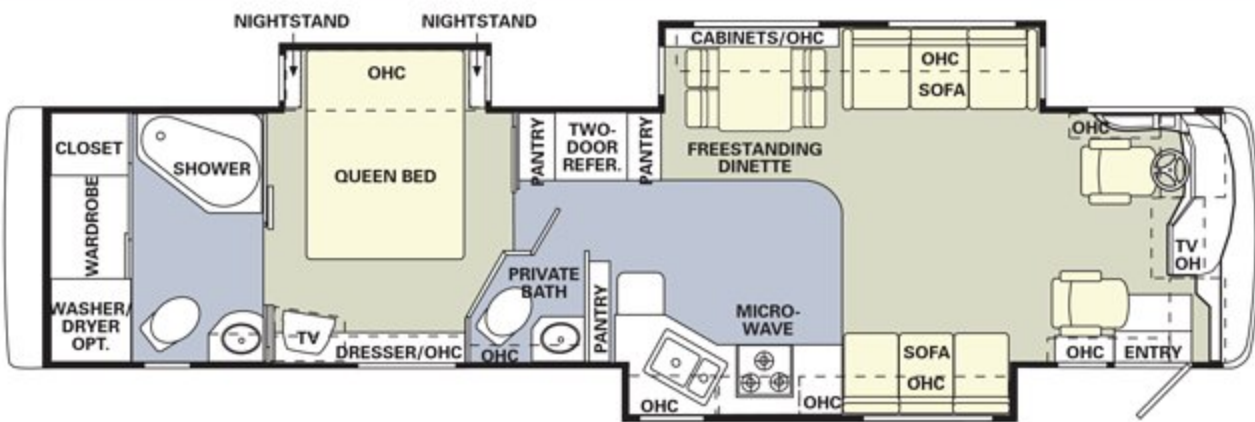 NIGHTSTAND
NIGHTSTAND
CABINETS/OHC
OHC
OHC
SOFA
OHC
CLOSET
SHOWER
QUEEN BED
PANTRY
TWO-
DOOR
REFER.
PANTRY
FREESTANDING
DINETTE
WARDROBE
TV
OH
PRIVATE
BATH
PANTRY
MICRO-
WAVE
WASHER/
DRYER
OPT.
TV
DRESSER/OHC
OHC
SOFA
OHC
OHC
ENTRY
OHC
OHC